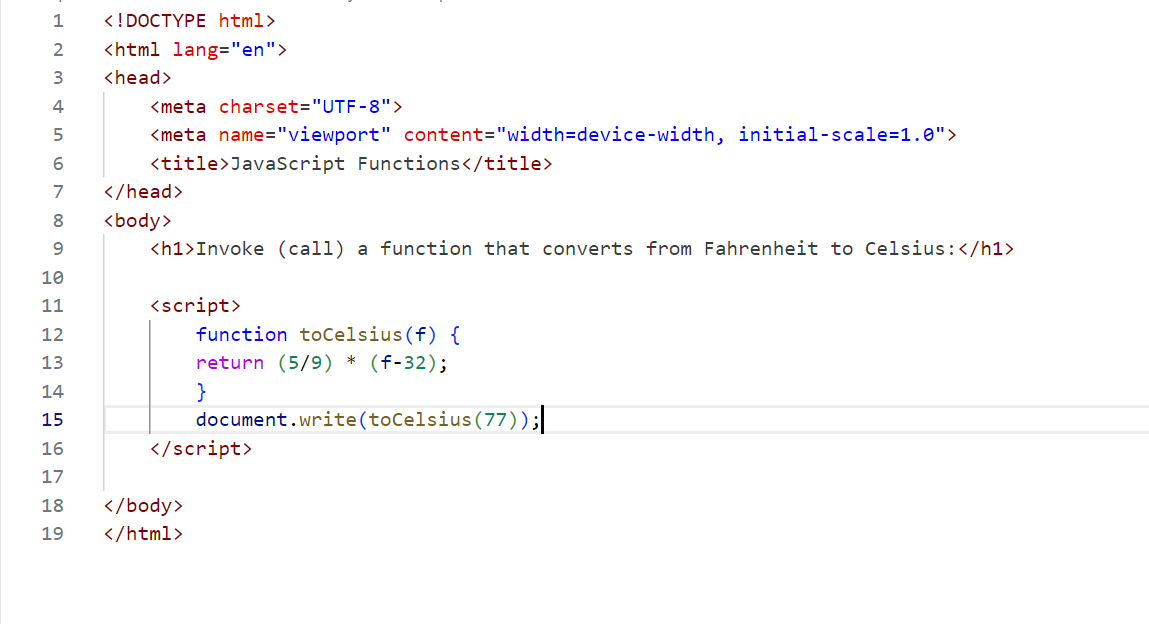 1 <!DOCTYPE html>
2 <html lang="en">
3 <head>
4     <meta charset="UTF-8">
5     <meta name="viewport" content="width=device-width, initial-scale=1.0">
6     <title>JavaScript Functions</title>
7 </head>
8 <body>
9     <h1>Invoke (call) a function that converts from Fahrenheit to Celsius:</h1>
10
11     <script>
12         function toCelsius(f) {
13         return (5/9) * (f-32);
14         }
15         document.write(toCelsius(77));
16     </script>
17
18 </body>
19 </html>